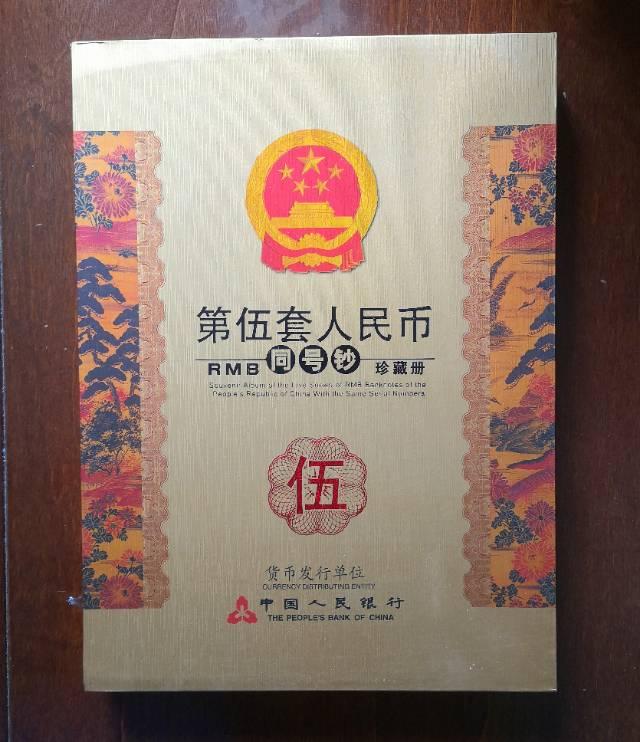 第伍套人民币
RMB 同号钞 珍藏册
Souvenir Album of the Five Series of RMB Banknotes of the
People's Republic of China With the Same Serial Numbers
伍
货币发行单位
CURRENCY DISTRIBUTING ENTITY
中国人民银行
THE PEOPLE'S BANK OF CHINA